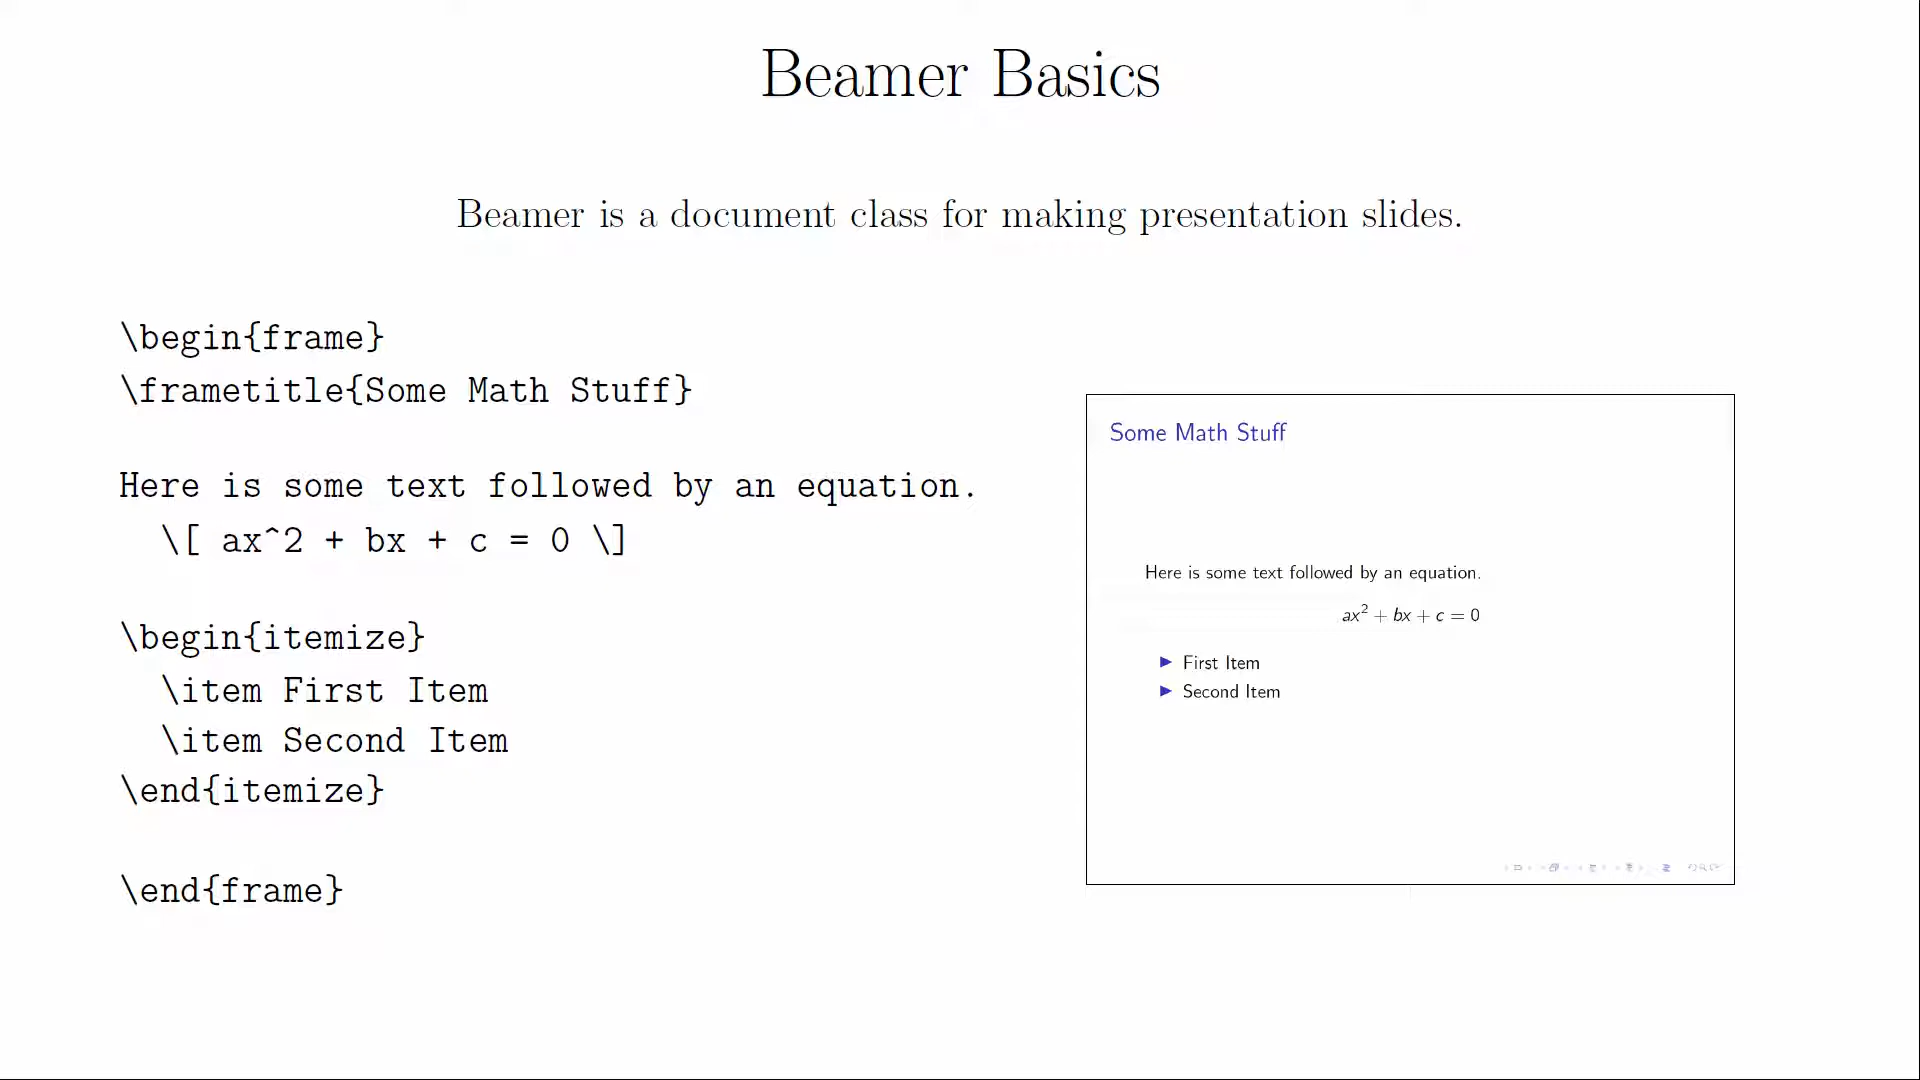 Beamer Basics
Beamer is a document class for making presentation slides.
\begin{frame}
\frametitle{Some Math Stuff}
Here is some text followed by an equation.
\[ ax^2 + bx + c = 0 \]
\begin{itemize}
\item First Item
\item Second Item
\end{itemize}
\end{frame}
Some Math Stuff
Here is some text followed by an equation.
ax² + bx + c = 0
First Item
Second Item